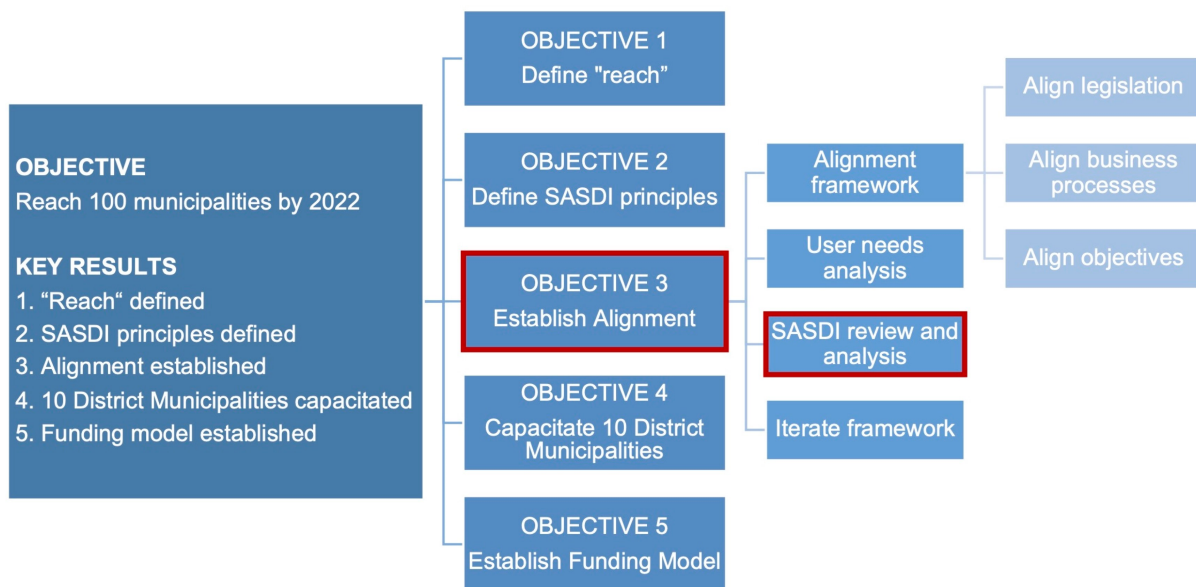 OBJECTIVE
Reach 100 municipalities by 2022
KEY RESULTS
1. “Reach“ defined
2. SASDI principles defined
3. Alignment established
4. 10 District Municipalities capacitated
5. Funding model established
OBJECTIVE 1
Define "reach”
OBJECTIVE 2
Define SASDI principles
OBJECTIVE 3
Establish Alignment
OBJECTIVE 4
Capacitate 10 District
Municipalities
OBJECTIVE 5
Establish Funding Model
Alignment
framework
User needs
analysis
SASDI review and
analysis
Iterate framework
Align legislation
Align business
processes
Align objectives